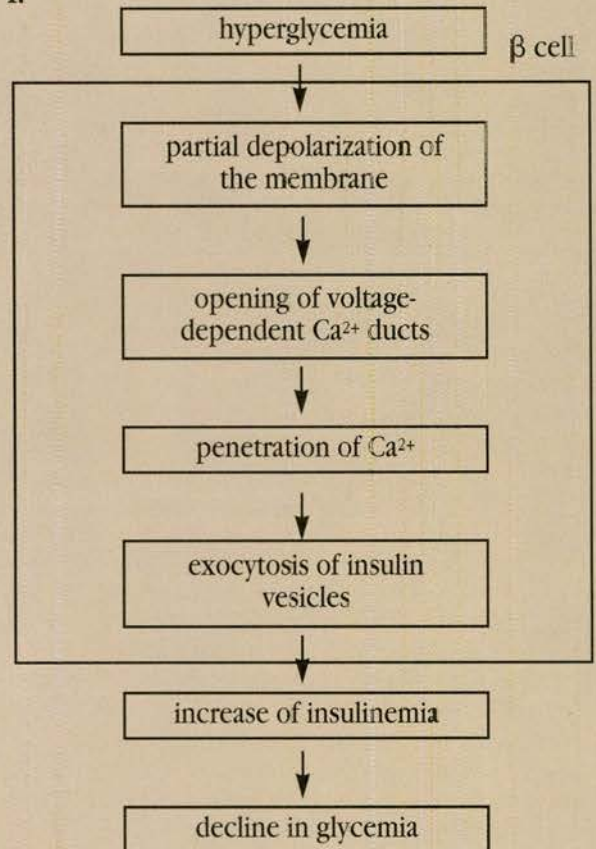 1.
hyperglycemia
β cell
partial depolarization of
the membrane
opening of voltage-
dependent Ca²⁺ ducts
penetration of Ca²⁺
exocytosis of insulin
vesicles
increase of insulinemia
decline in glycemia